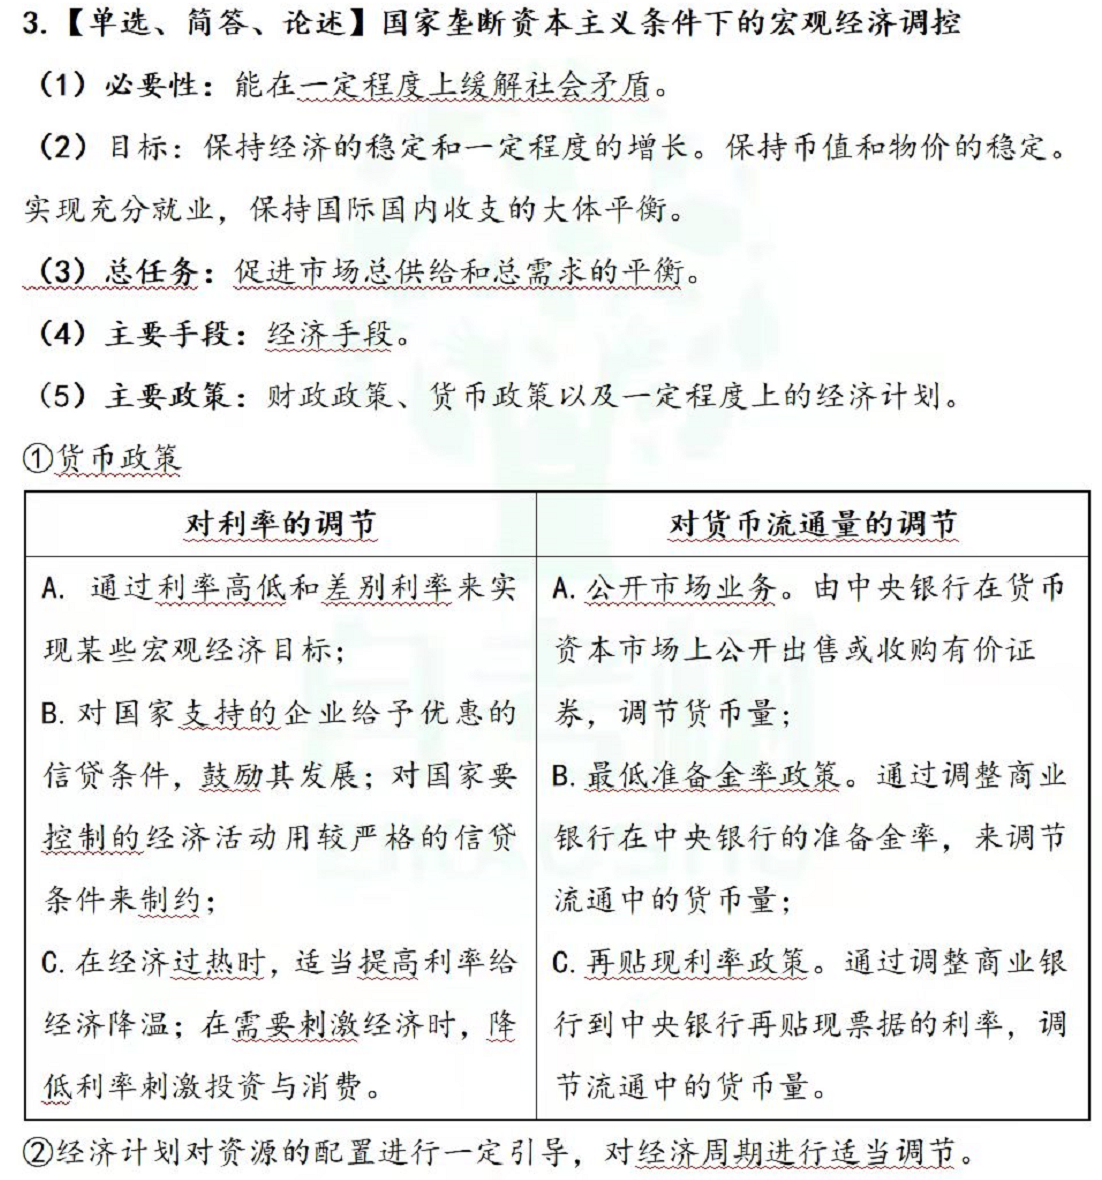 3.【单选、简答、论述】国家垄断资本主义条件下的宏观经济调控
（1）必要性：能在一定程度上缓解社会矛盾。
（2）目标：保持经济的稳定和一定程度的增长。保持币值和物价的稳定。
实现充分就业，保持国际国内收支的大体平衡。
（3）总任务：促进市场总供给和总需求的平衡。
（4）主要手段：经济手段。
（5）主要政策：财政政策、货币政策以及一定程度上的经济计划。
①货币政策
对利率的调节
A. 通过利率高低和差别利率来实
现某些宏观经济目标；
B. 对国家支持的企业给予优惠的
信贷条件，鼓励其发展；对国家要
控制的经济活动用较严格的信贷
条件来制约；
C. 在经济过热时，适当提高利率给
经济降温；在需要刺激经济时，降
低利率刺激投资与消费。
对货币流通量的调节
A. 公开市场业务。由中央银行在货币
资本市场上公开出售或收购有价证
券，调节货币量；
B. 最低准备金率政策。通过调整商业
银行在中央银行的准备金率，来调节
流通中的货币量；
C. 再贴现利率政策。通过调整商业银
行到中央银行再贴现票据的利率，调
节流通中的货币量。
②经济计划对资源的配置进行一定引导，对经济周期进行适当调节。
自考树